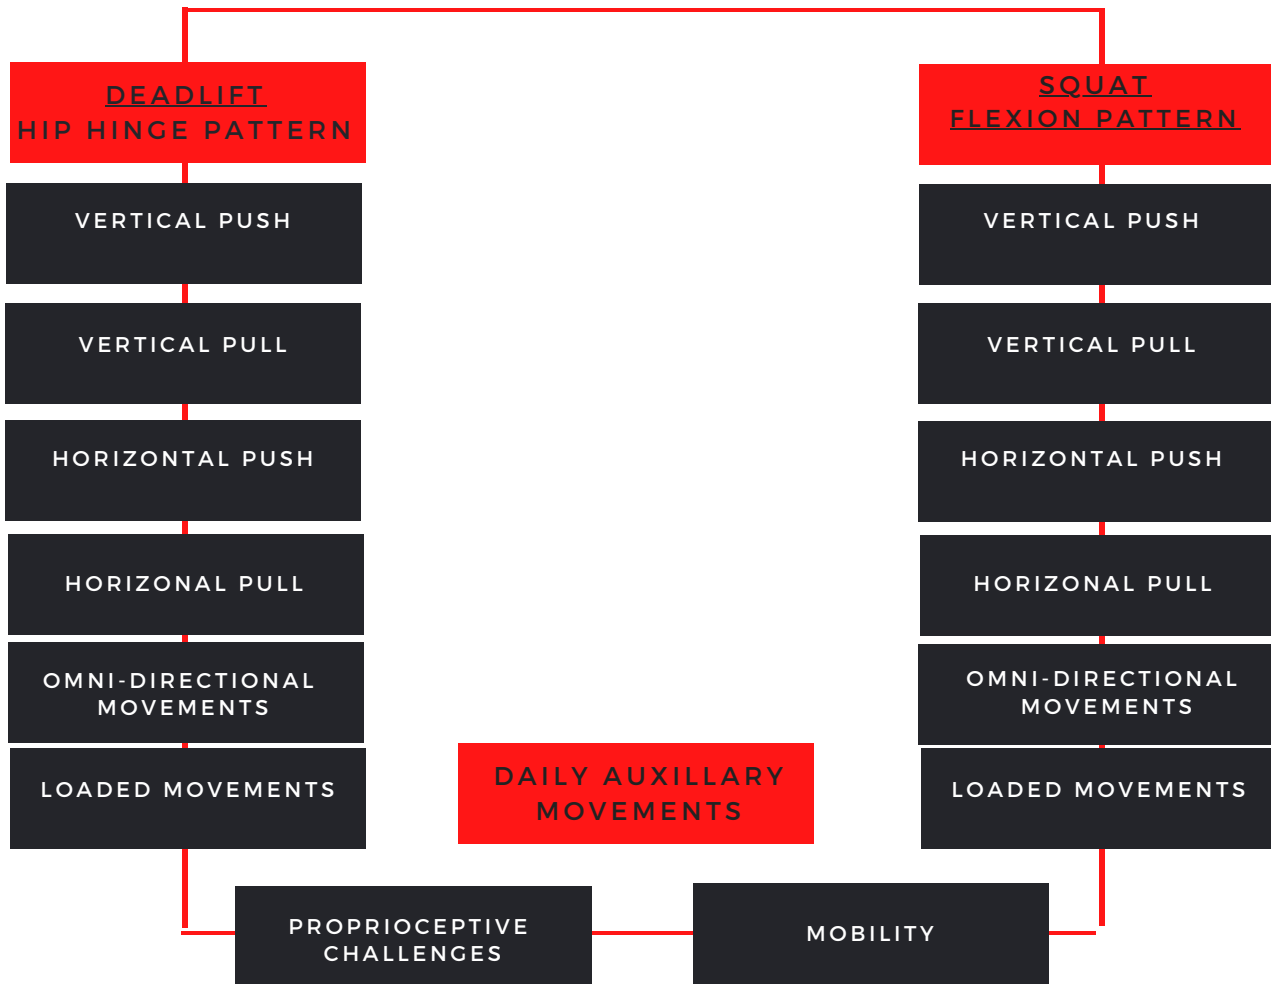 DEADLIFT
HIP HINGE PATTERN
VERTICAL PUSH
VERTICAL PULL
HORIZONTAL PUSH
HORIZONAL PULL
OMNI-DIRECTIONAL
MOVEMENTS
LOADED MOVEMENTS
SQUAT
FLEXION PATTERN
VERTICAL PUSH
VERTICAL PULL
HORIZONTAL PUSH
HORIZONAL PULL
OMNI-DIRECTIONAL
MOVEMENTS
LOADED MOVEMENTS
DAILY AUXILLARY
MOVEMENTS
PROPRIOCEPTIVE
CHALLENGES
MOBILITY